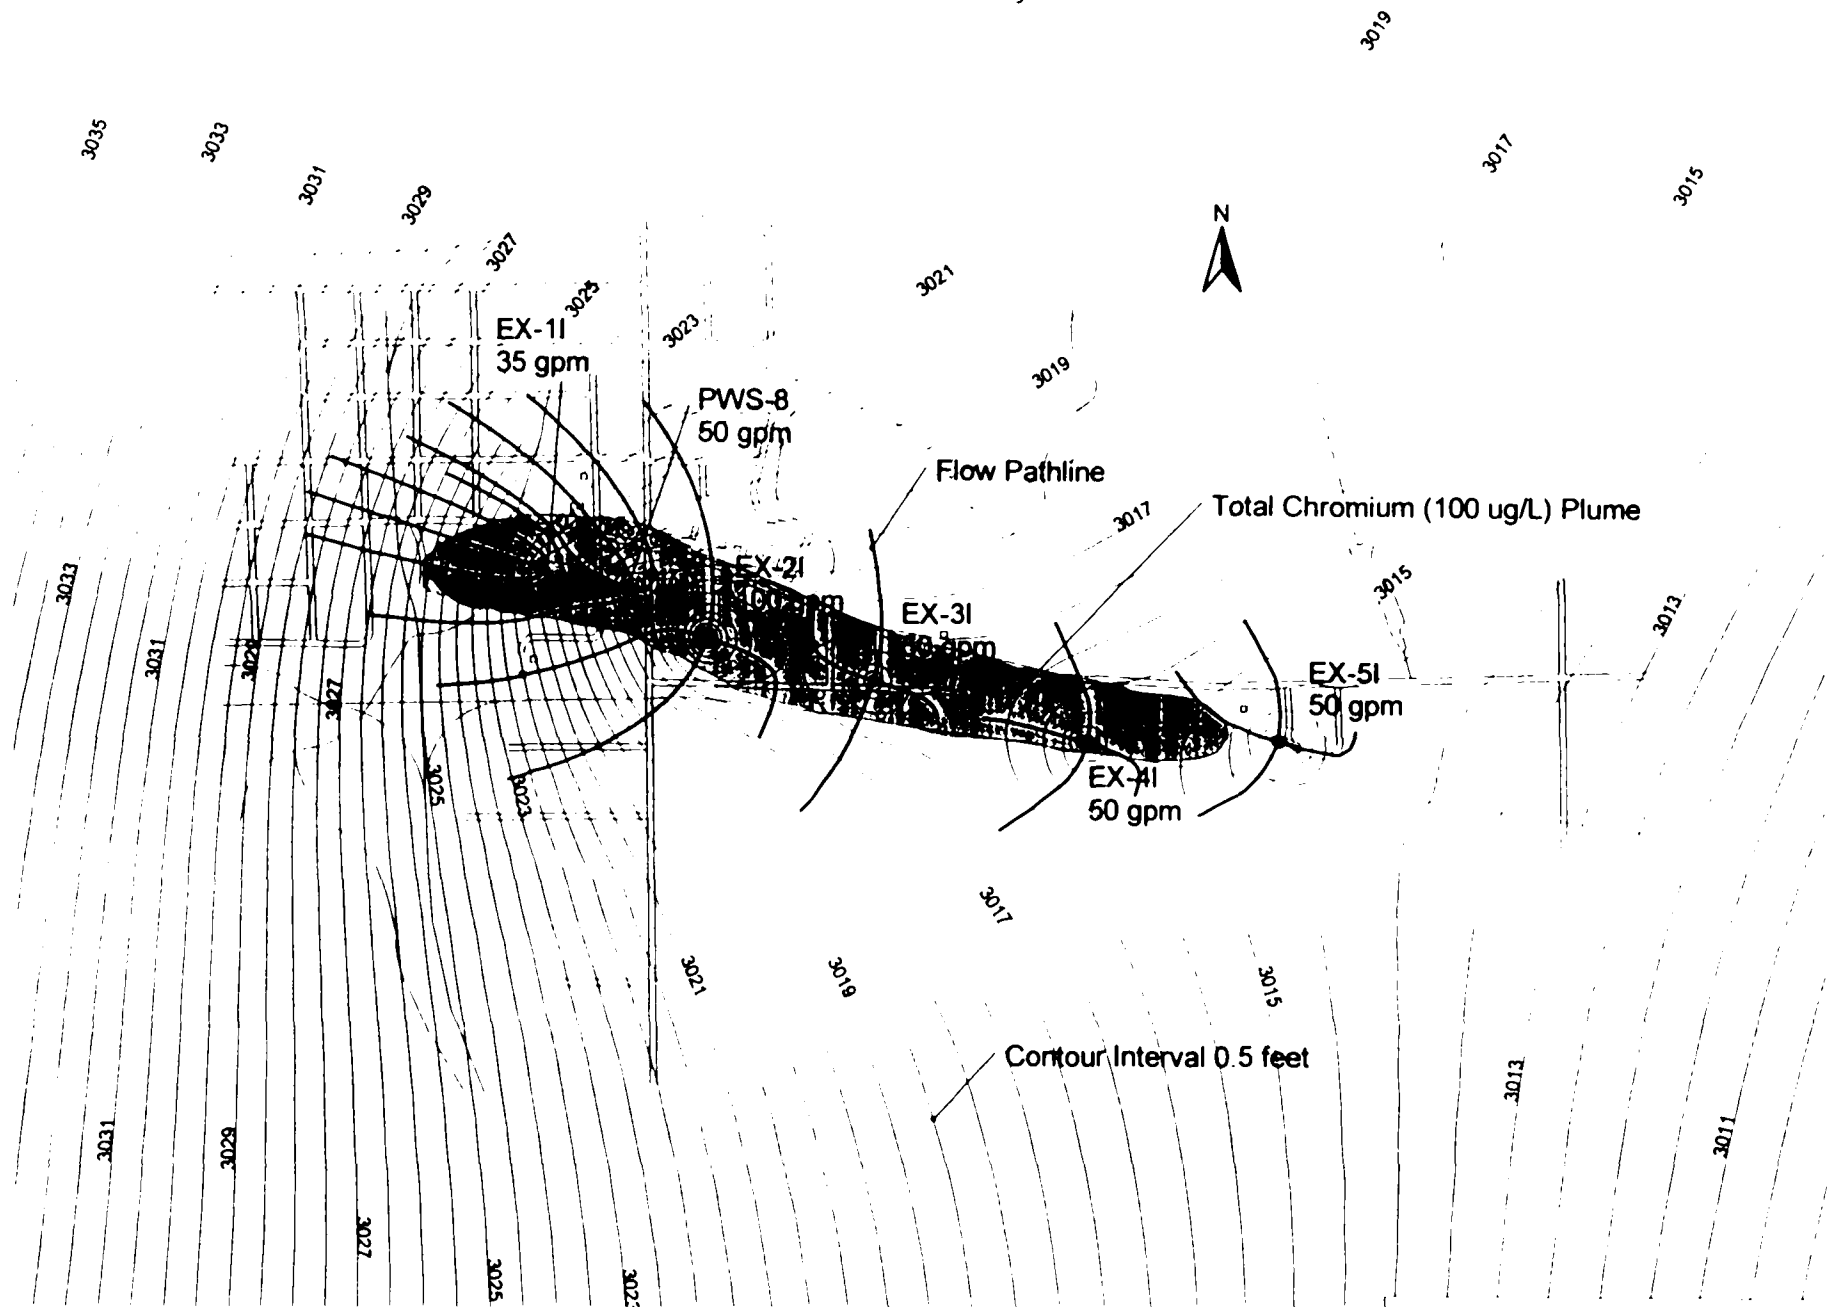 3019
3035
3033
3017
3031
3029
3015
N
3027
3021
3025
EX-1I
35 gpm
3023
3019
PWS-8
50 gpm
Flow Pathline
Total Chromium (100 ug/L) Plume
3017
EX-2I
3033
3015
EX-3I
3013
3031
3027
EX-5I
50 gpm
3025
3023
EX-4I
50 gpm
3017
3021
3019
3015
Contour Interval 0.5 feet
3013
3031
3029
3011
3027
3025